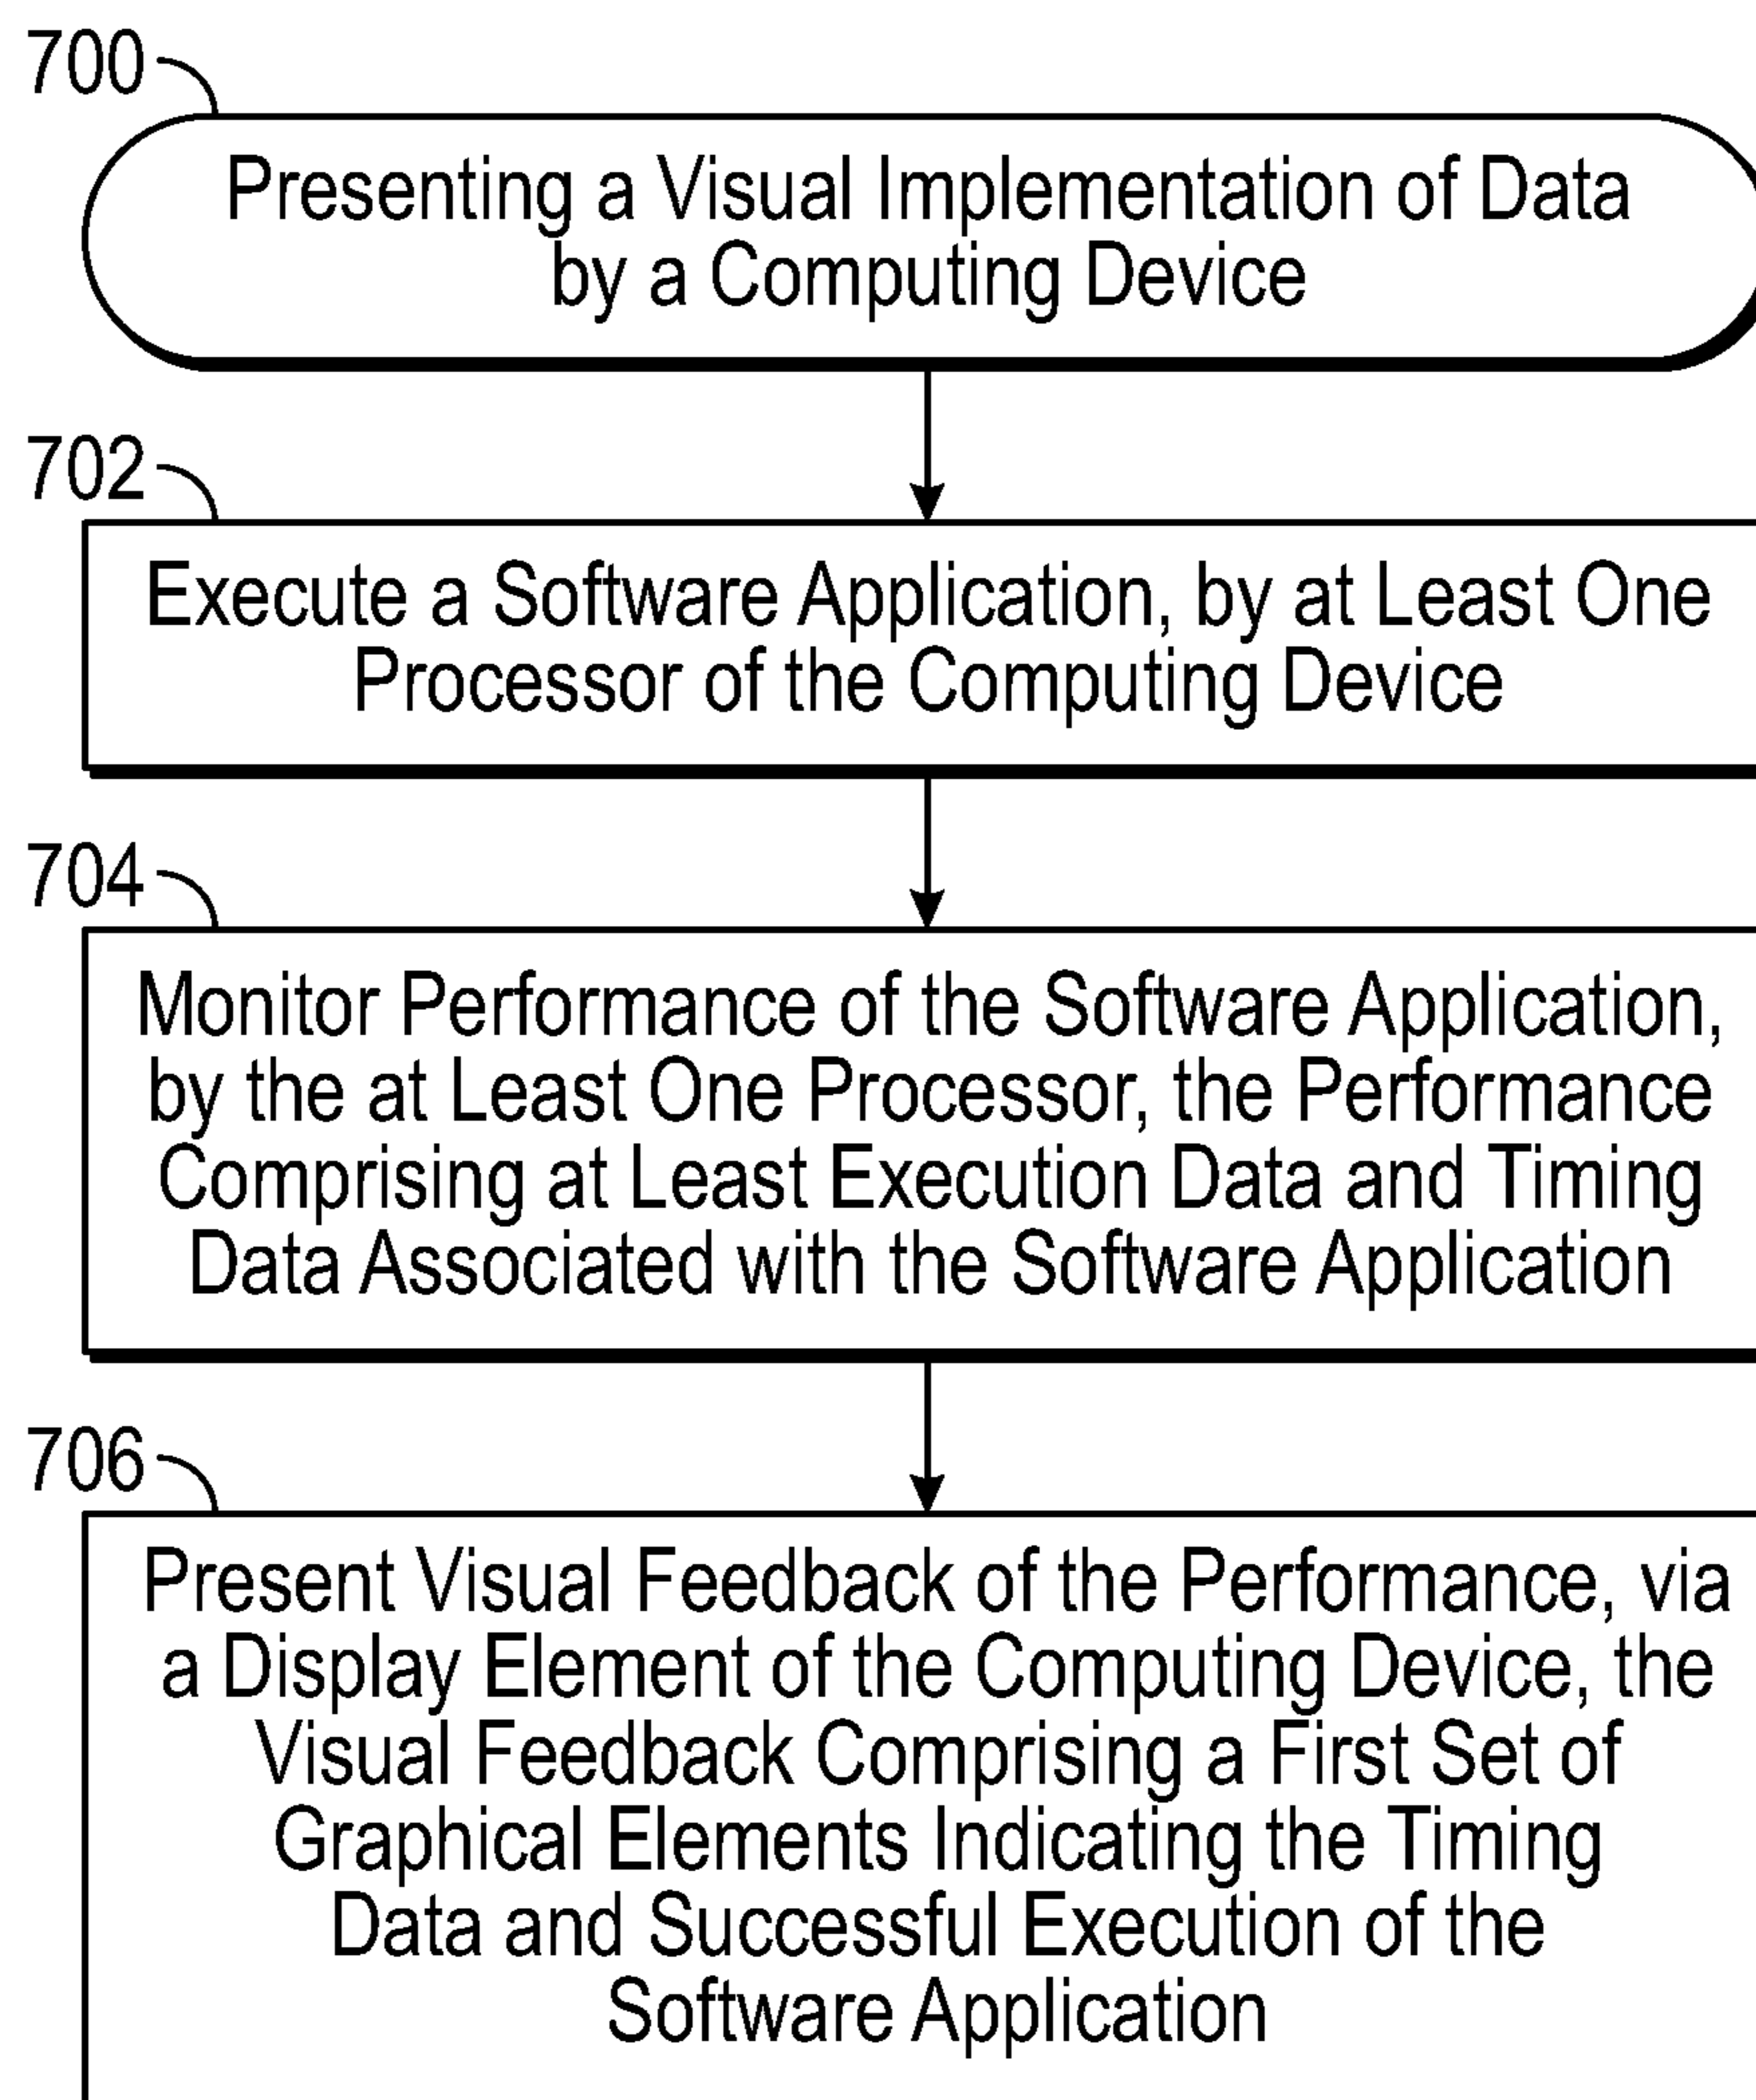 700
Presenting a Visual Implementation of Data
by a Computing Device
702
Execute a Software Application, by at Least One
Processor of the Computing Device
704
Monitor Performance of the Software Application,
by the at Least One Processor, the Performance
Comprising at Least Execution Data and Timing
Data Associated with the Software Application
706
Present Visual Feedback of the Performance, via
a Display Element of the Computing Device, the
Visual Feedback Comprising a First Set of
Graphical Elements Indicating the Timing
Data and Successful Execution of the
Software Application